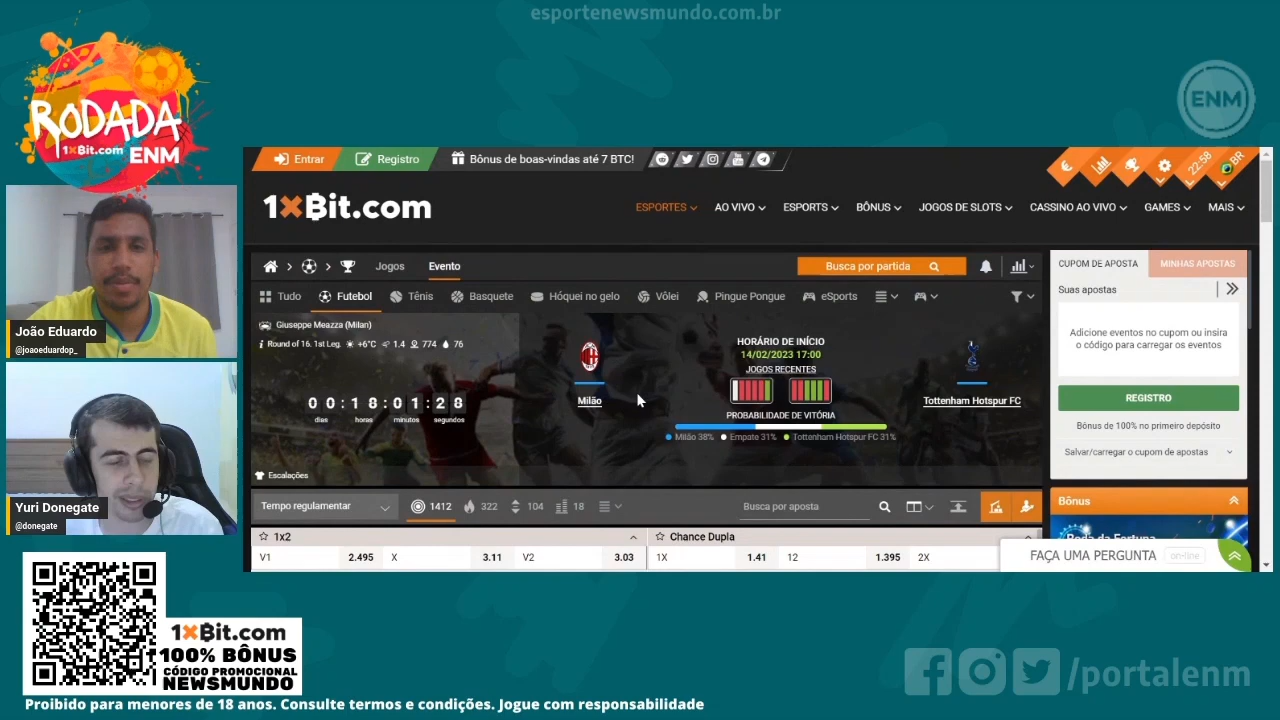 esportenewsmundo.com.br
RODADA
1xBit.com
ENM
ENM
Entrar
Registro
Bônus de boas-vindas até 7 BTC!
22:58
BR
1xBit.com
ESPORTES
AO VIVO
ESPORTS
BÔNUS
JOGOS DE SLOTS
CASSINO AO VIVO
GAMES
MAIS
Jogos
Evento
Busca por partida
CUPOM DE APOSTA
MINHAS APOSTAS
Tudo
Futebol
Tênis
Basquete
Hóquei no gelo
Vôlei
Pingue Pongue
eSports
Suas apostas
Giuseppe Meazza (Milan)
Round of 16. 1st Leg.
+6°C
1.4
774
76
HORÁRIO DE INÍCIO
14/02/2023 17:00
JOGOS RECENTES
Adicione eventos no cupom ou insira
o código para carregar os eventos
00:18:01:28
dias
horas
minutos
segundos
Milão
Tottenham Hotspur FC
REGISTRO
PROBABILIDADE DE VITÓRIA
Milão 38%
Empate 31%
Tottenham Hotspur FC 31%
Bônus de 100% no primeiro depósito
Salvar/carregar o cupom de apostas
Escalações
Tempo regulamentar
1412
322
104
18
Busca por aposta
Bônus
Roda da Fortuna
1x2
Chance Dupla
V1 2.495
X 3.11
V2 3.03
1X 1.41
12 1.395
2X
FAÇA UMA PERGUNTA
on-line
João Eduardo
@joaoeduardop_
Yuri Donegate
@donegate
1xBit.com
100% BÔNUS
CÓDIGO PROMOCIONAL
NEWSMUNDO
/portalenm
Proibido para menores de 18 anos. Consulte termos e condições. Jogue com responsabilidade